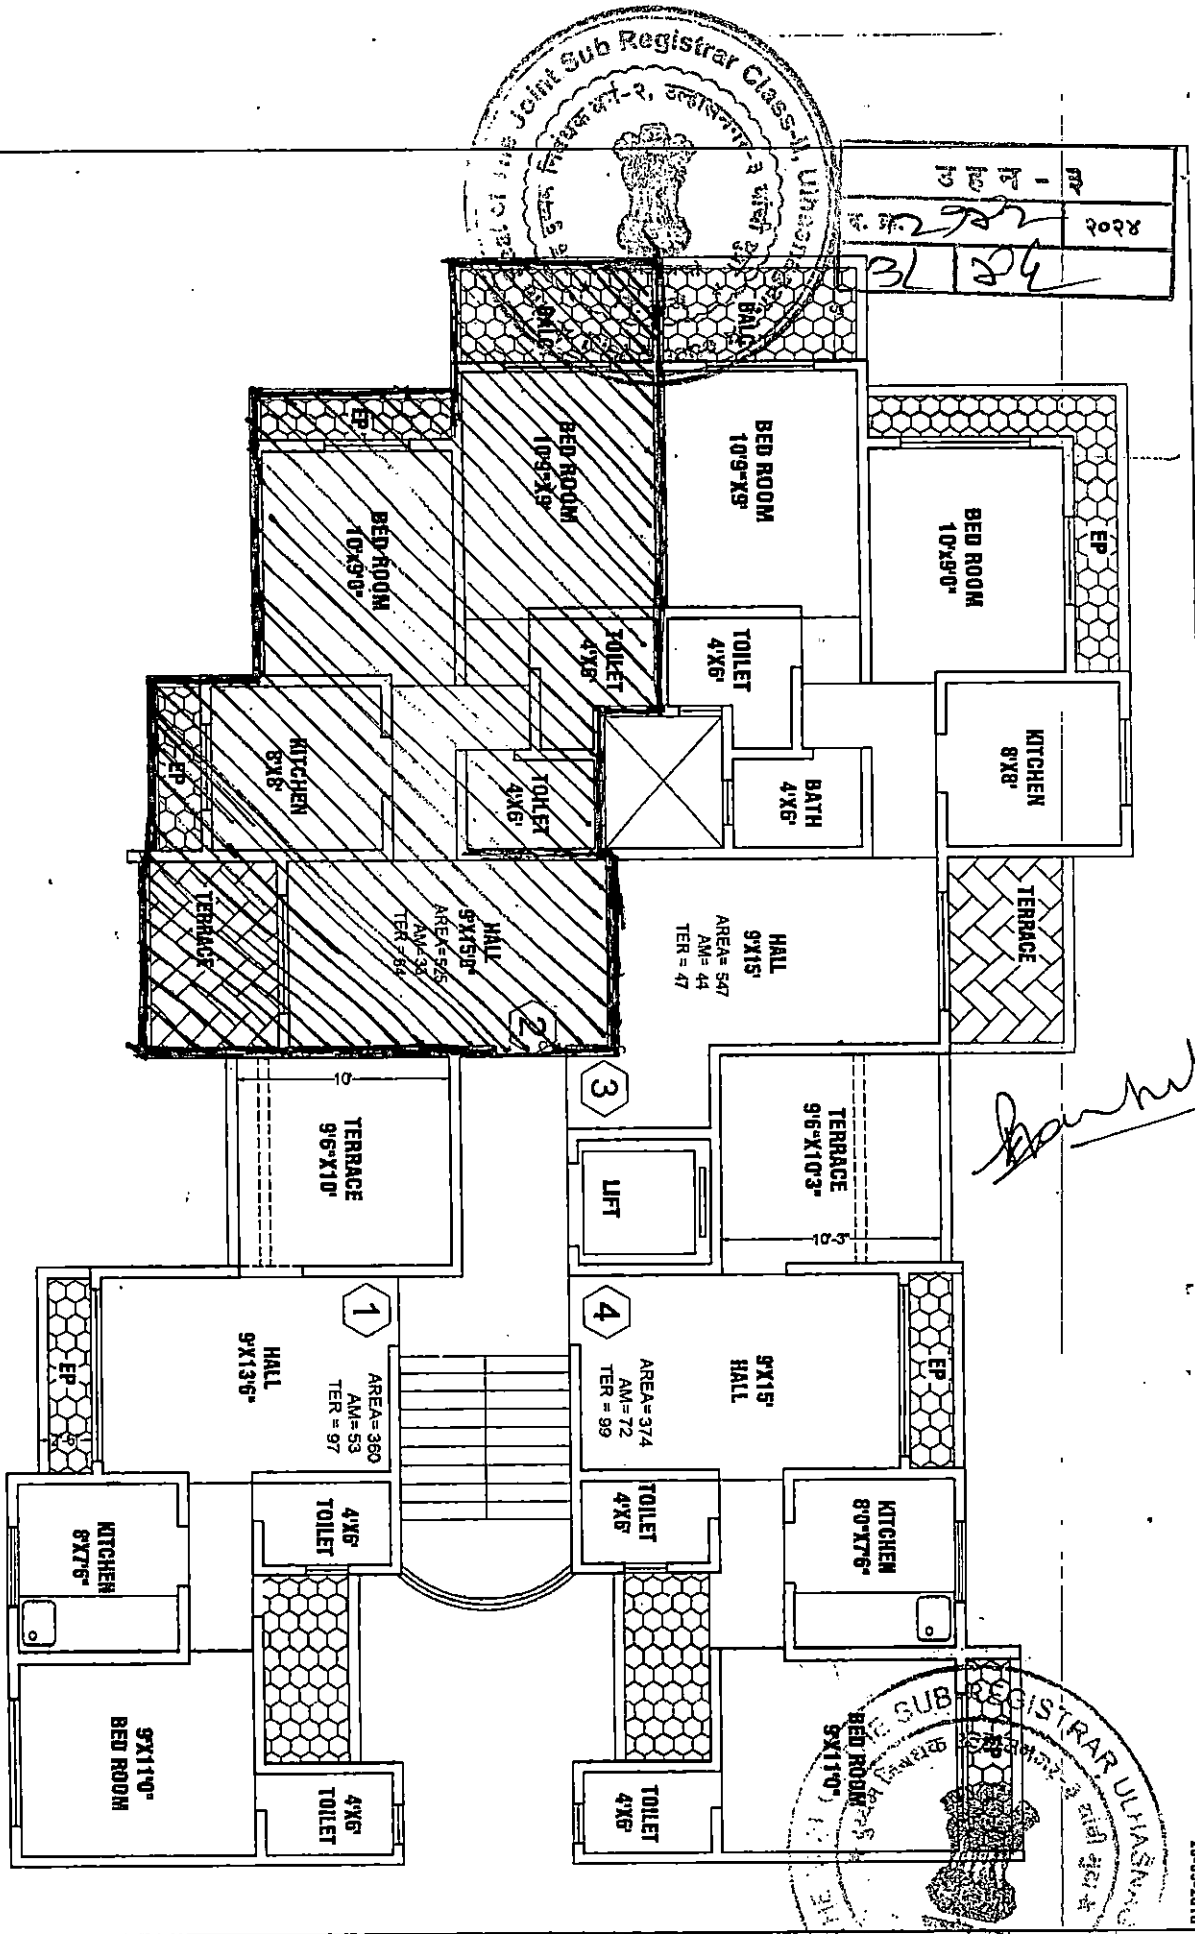 Joint Sub Registrar Class-II,
२०२४
BALC
BALC
EP
BED ROOM
10'9"X9'
BED ROOM
10'9"X9'
BED ROOM
10'x9'0"
EP
BED ROOM
10'x9'0"
TOILET
4'X6'
TOILET
4'X6'
KITCHEN
8'X8'
EP
KITCHEN
8'X8'
TOILET
4'X6'
BATH
4'X6'
TERRACE
HALL
9'X15'0"
AREA=525
TER =
2
HALL
9'X15'
AREA= 547
AM= 44
TER = 47
TERRACE
3
10'
TERRACE
9'6"X10'
LIFT
TERRACE
9'6"X10'3"
10'-3"
1
4
EP
HALL
9'X13'6"
AREA=360
AM= 53
TER = 97
AREA=374
AM= 72
TER = 99
9'X15'
HALL
EP
KITCHEN
8'X7'6"
4'X6'
TOILET
TOILET
4'X6'
KITCHEN
8'0"X7'6"
9'X11'0"
BED ROOM
4'X6'
TOILET
TOILET
4'X6'
BED ROOM
9'X11'0"
EP
SUB REGISTRAR